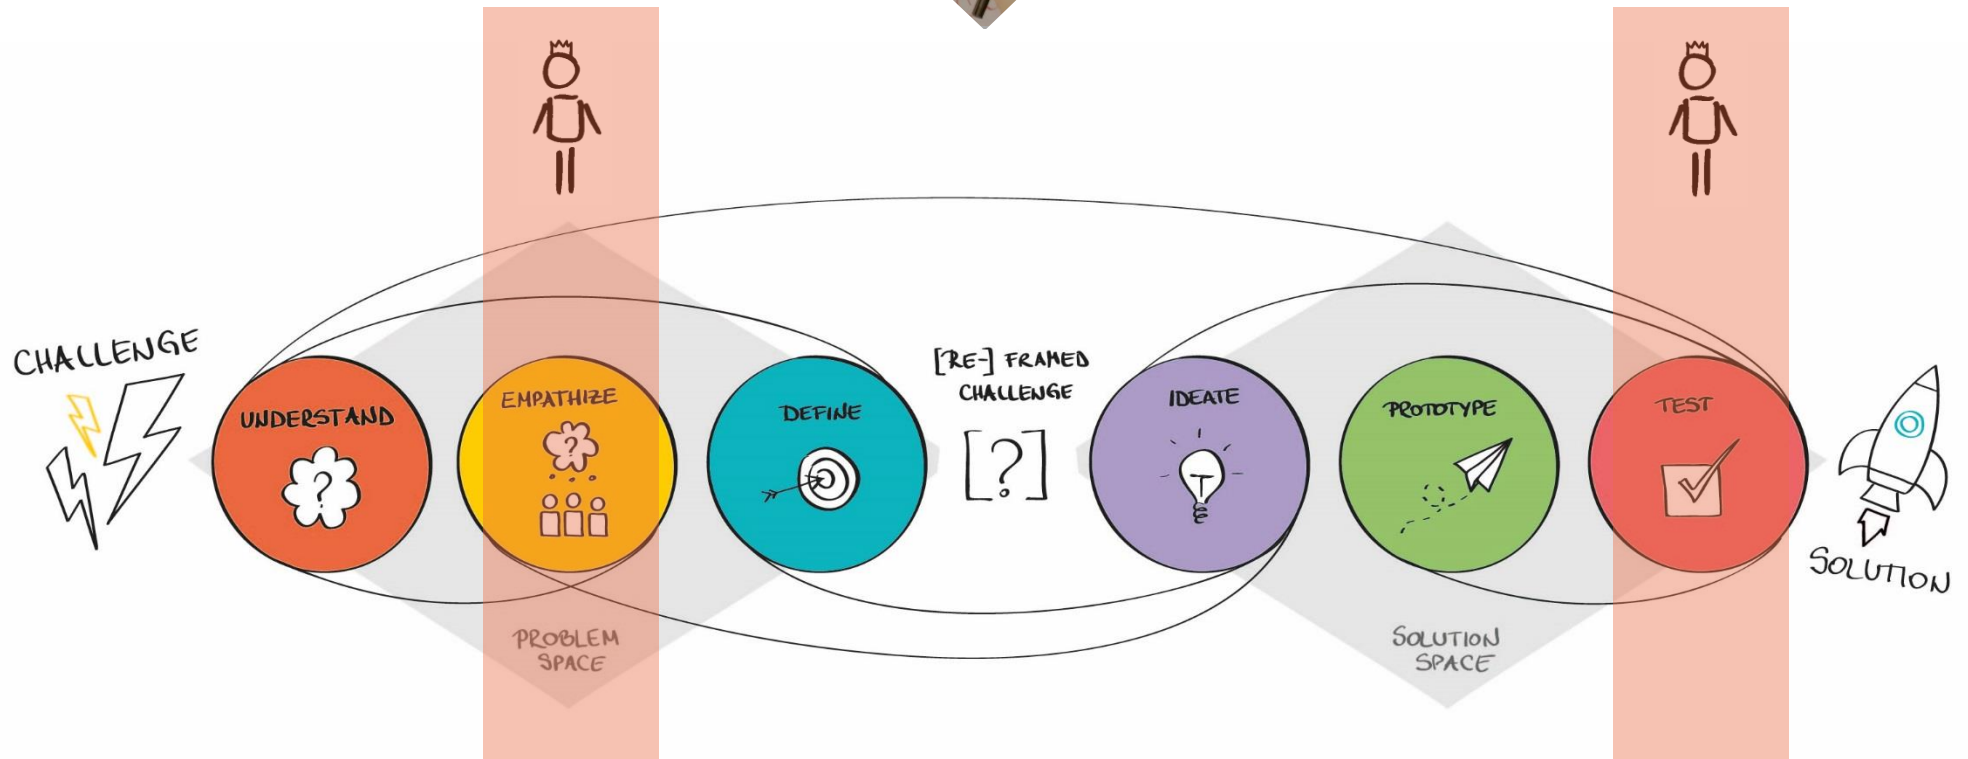 CHALLENGE
UNDERSTAND
?
EMPATHIZE
?
DEFINE
[RE-] FRAMED
CHALLENGE
[?]
IDEATE
PROTOTYPE
TEST
SOLUTION
PROBLEM
SPACE
SOLUTION
SPACE